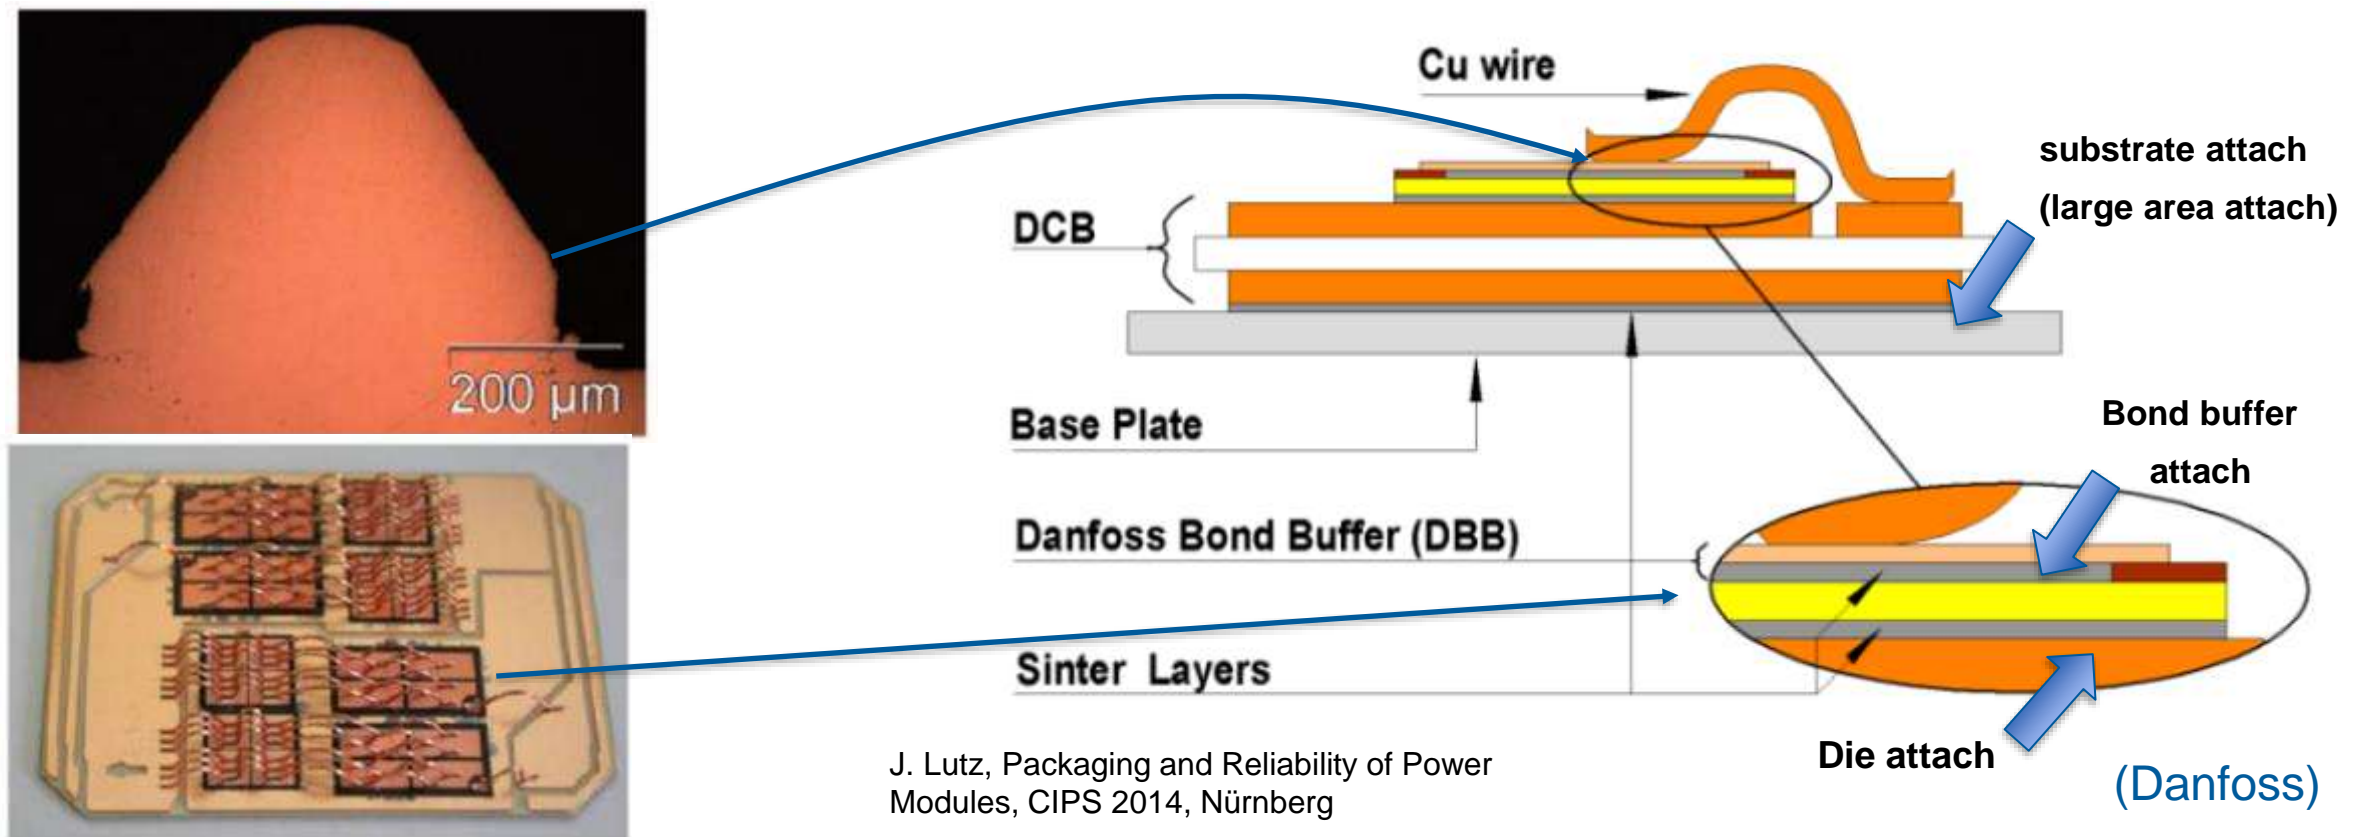 200 µm
Cu wire
substrate attach
(large area attach)
DCB
Base Plate
Bond buffer
attach
Danfoss Bond Buffer (DBB)
Sinter Layers
Die attach
J. Lutz, Packaging and Reliability of Power
Modules, CIPS 2014, Nürnberg
(Danfoss)